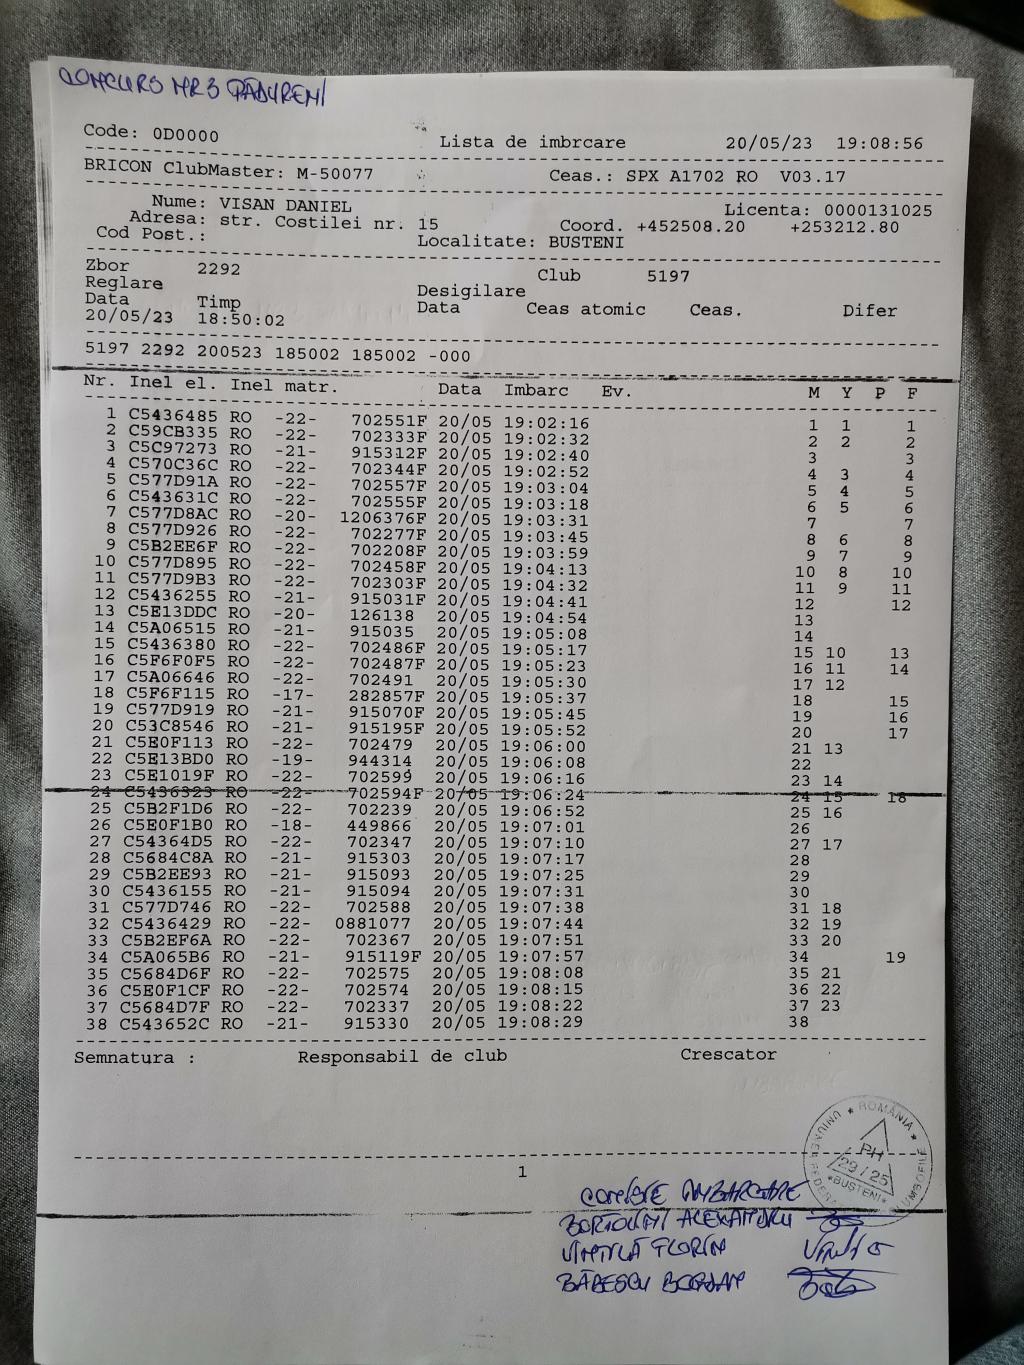 CONCURS NR3 PĂDURENI
Code: 0D0000 Lista de imbrcare 20/05/23 19:08:56
BRICON ClubMaster: M-50077 Ceas.: SPX A1702 RO V03.17
Nume: VISAN DANIEL Licenta: 0000131025
Adresa: str. Costilei nr. 15 Coord. +452508.20 +253212.80
Cod Post.: Localitate: BUSTENI
Zbor 2292 Club 5197
Reglare Desigilare
Data Timp Data Ceas atomic Ceas. Difer
20/05/23 18:50:02
5197 2292 200523 185002 185002 -000
Nr. Inel el. Inel matr. Data Imbarc Ev. M Y P F
1 C5436485 RO -22- 702551F 20/05 19:02:16 1 1 1
2 C59CB335 RO -22- 702333F 20/05 19:02:32 2 2 2
3 C5C97273 RO -21- 915312F 20/05 19:02:40 3 3
4 C570C36C RO -22- 702344F 20/05 19:02:52 4 3 4
5 C577D91A RO -22- 702557F 20/05 19:03:04 5 4 5
6 C543631C RO -22- 702555F 20/05 19:03:18 6 5 6
7 C577D8AC RO -20- 1206376F 20/05 19:03:31 7 7
8 C577D926 RO -22- 702277F 20/05 19:03:45 8 6 8
9 C5B2EE6F RO -22- 702208F 20/05 19:03:59 9 7 9
10 C577D895 RO -22- 702458F 20/05 19:04:13 10 8 10
11 C577D9B3 RO -22- 702303F 20/05 19:04:32 11 9 11
12 C5436255 RO -21- 915031F 20/05 19:04:41 12 12
13 C5E13DDC RO -20- 126138 20/05 19:04:54 13
14 C5A06515 RO -21- 915035 20/05 19:05:08 14
15 C5436380 RO -22- 702486F 20/05 19:05:17 15 10 13
16 C5F6F0F5 RO -22- 702487F 20/05 19:05:23 16 11 14
17 C5A06646 RO -22- 702491 20/05 19:05:30 17 12
18 C5F6F115 RO -17- 282857F 20/05 19:05:37 18 15
19 C577D919 RO -21- 915070F 20/05 19:05:45 19 16
20 C53C8546 RO -21- 915195F 20/05 19:05:52 20 17
21 C5E0F113 RO -22- 702479 20/05 19:06:00 21 13
22 C5E13BD0 RO -19- 944314 20/05 19:06:08 22
23 C5E1019F RO -22- 702599 20/05 19:06:16 23 14
24 C5436323 RO -22- 702594F 20/05 19:06:24 24 15 18
25 C5B2F1D6 RO -22- 702239 20/05 19:06:52 25 16
26 C5E0F1B0 RO -18- 449866 20/05 19:07:01 26
27 C54364D5 RO -22- 702347 20/05 19:07:10 27 17
28 C5684C8A RO -21- 915303 20/05 19:07:17 28
29 C5B2EE93 RO -21- 915093 20/05 19:07:25 29
30 C5436155 RO -21- 915094 20/05 19:07:31 30
31 C577D746 RO -22- 702588 20/05 19:07:38 31 18
32 C5436429 RO -22- 0881077 20/05 19:07:44 32 19
33 C5B2EF6A RO -22- 702367 20/05 19:07:51 33 20
34 C5A065B6 RO -21- 915119F 20/05 19:07:57 34 19
35 C5684D6F RO -22- 702575 20/05 19:08:08 35 21
36 C5E0F1CF RO -22- 702574 20/05 19:08:15 36 22
37 C5684D7F RO -22- 702337 20/05 19:08:22 37 23
38 C543652C RO -21- 915330 20/05 19:08:29 38
Semnatura : Responsabil de club Crescator
ROMÂNIA
PH
29/25
*BUSTENI*
1
COMISIE IMBARCARE
BORTOLINI ALEXANDRU
VINTILĂ FLORIN
BĂBESCU BOGDAN